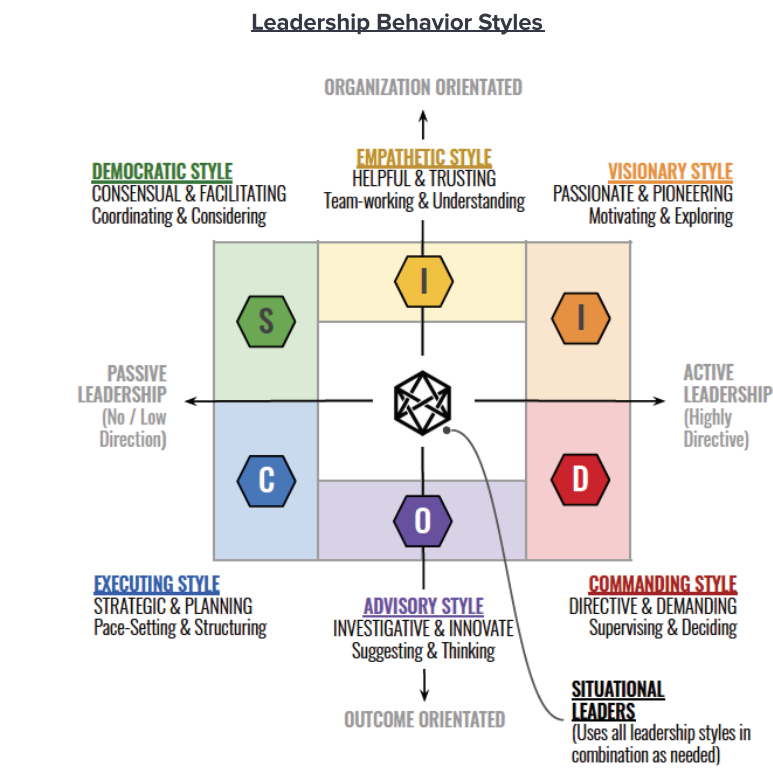 Leadership Behavior Styles
ORGANIZATION ORIENTATED
DEMOCRATIC STYLE
CONSENSUAL & FACILITATING
Coordinating & Considering
EMPATHETIC STYLE
HELPFUL & TRUSTING
Team-working & Understanding
VISIONARY STYLE
PASSIONATE & PIONEERING
Motivating & Exploring
S
I
I
PASSIVE
LEADERSHIP
(No / Low
Direction)
ACTIVE
LEADERSHIP
(Highly
Directive)
C
O
D
EXECUTING STYLE
STRATEGIC & PLANNING
Pace-Setting & Structuring
ADVISORY STYLE
INVESTIGATIVE & INNOVATE
Suggesting & Thinking
COMMANDING STYLE
DIRECTIVE & DEMANDING
Supervising & Deciding
OUTCOME ORIENTATED
SITUATIONAL
LEADERS
(Uses all leadership styles in
combination as needed)